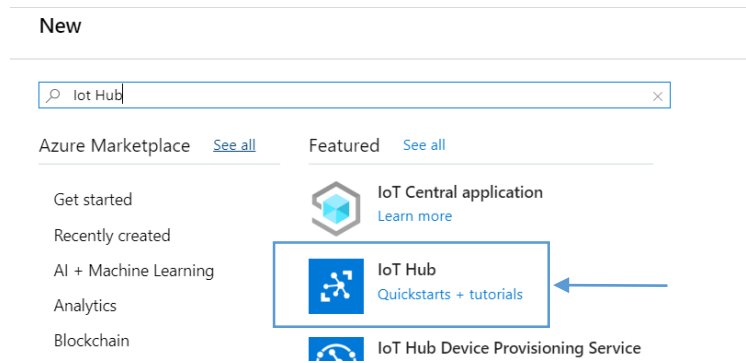 New
Iot Hub
Azure Marketplace See all
Get started
Recently created
AI + Machine Learning
Analytics
Blockchain
Featured See all
IoT Central application
Learn more
IoT Hub
Quickstarts + tutorials
IoT Hub Device Provisioning Service